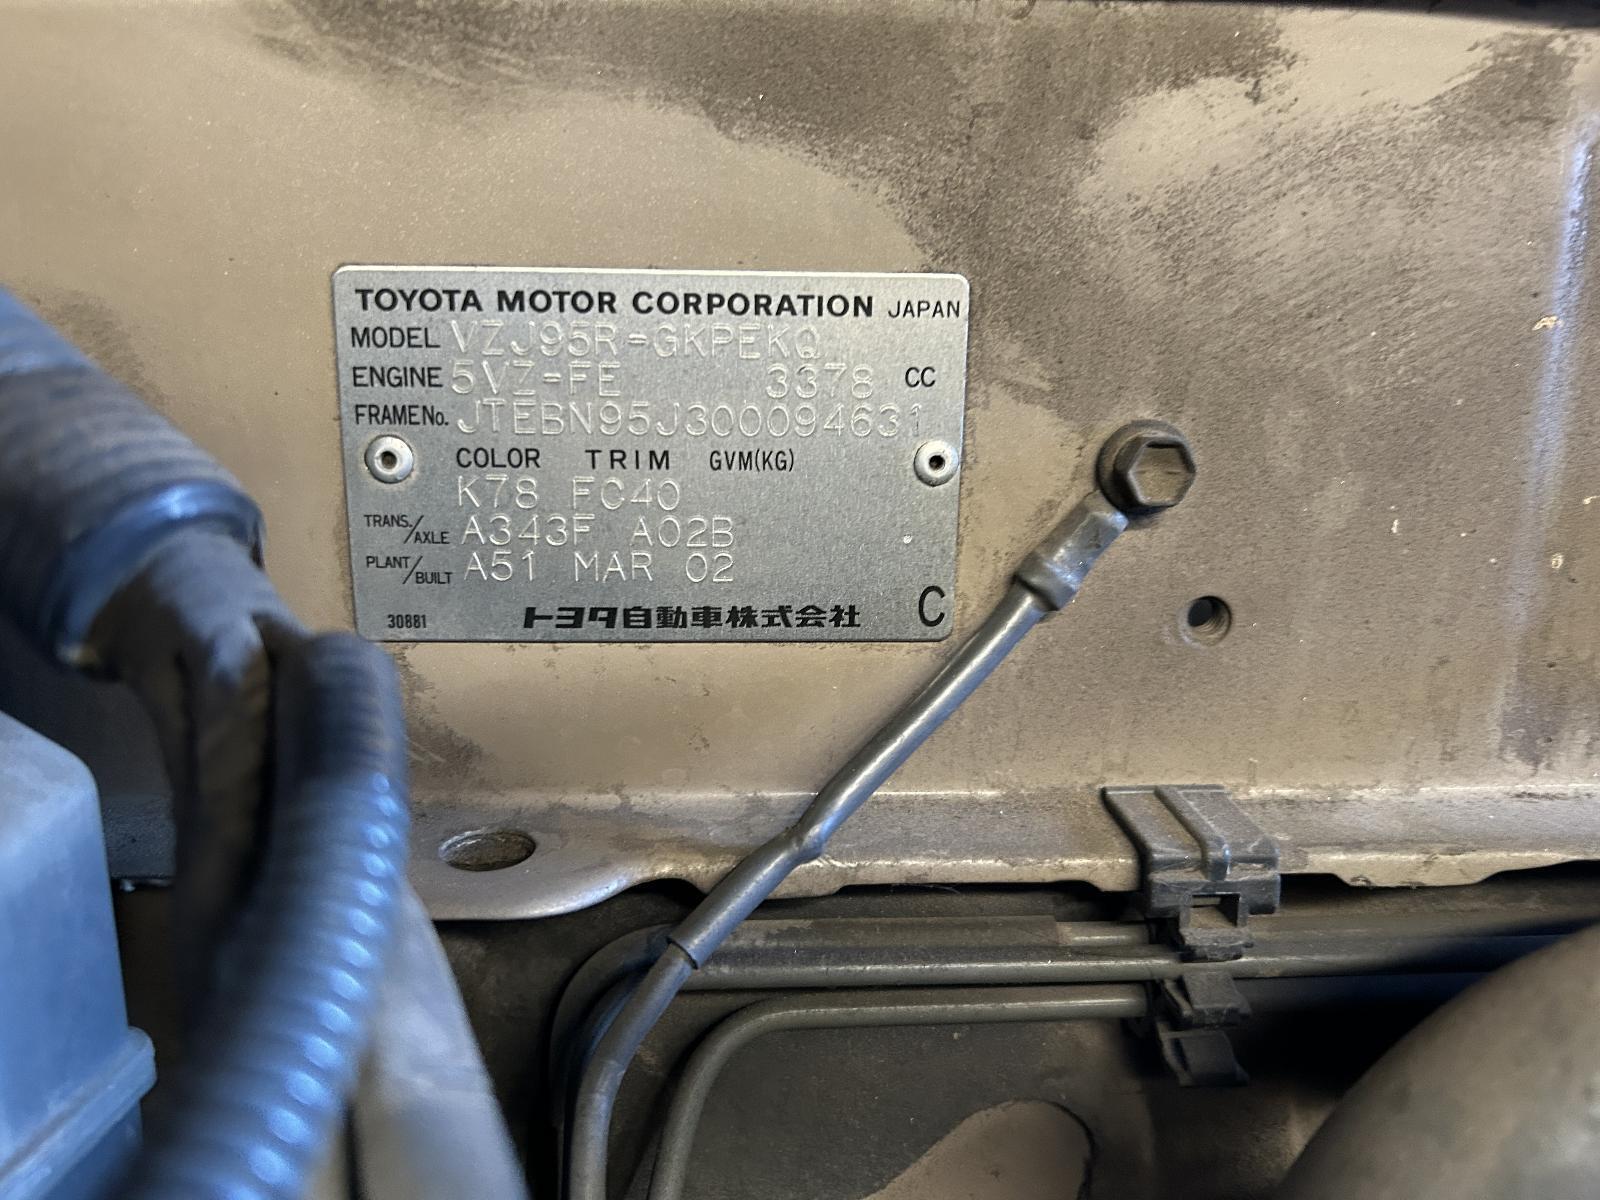 TOYOTA MOTOR CORPORATION JAPAN
MODEL VZJ95R-GKPEKQ
ENGINE 5VZ-FE 3378 CC
FRAME No. JTEBN95J300094631
COLOR TRIM GVM(KG)
K78 FC40
TRANS./AXLE A343F A02B
PLANT/BUILT A51 MAR 02
30881 トヨタ自動車株式会社 C